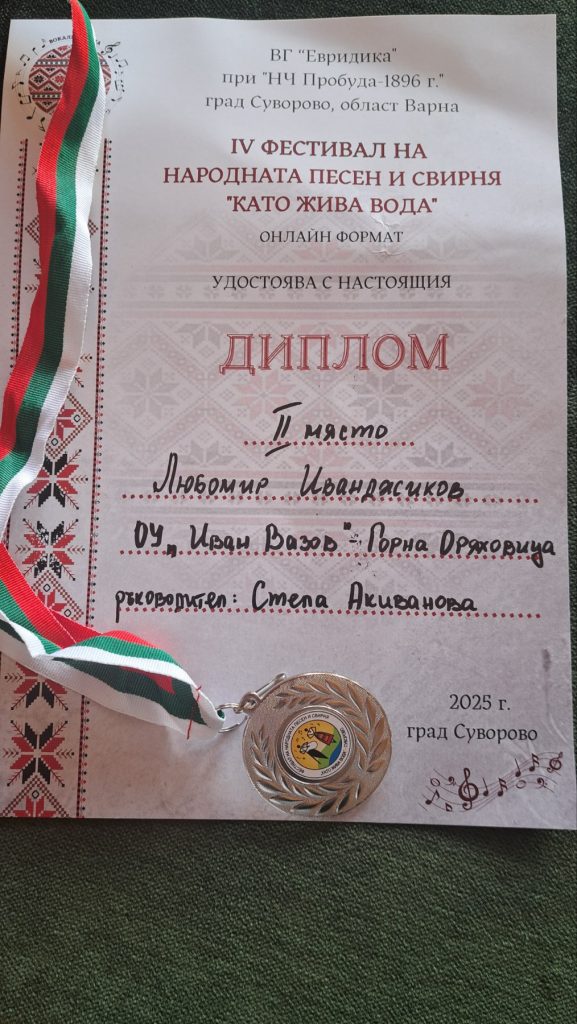 ВГ "Евридика"
при "НЧ Пробуда-1896 г."
град Суворово, област Варна
IV ФЕСТИВАЛ НА
НАРОДНАТА ПЕСЕН И СВИРНЯ
"КАТО ЖИВА ВОДА"
ОНЛАЙН ФОРМАТ
УДОСТОЯВА С НАСТОЯЩИЯ
ДИПЛОМ
II място
Любомир Иванджиков
ОУ „Иван Вазов" - Горна Оряховица
ръководител: Стела Акиванова
2025 г.
град Суворово